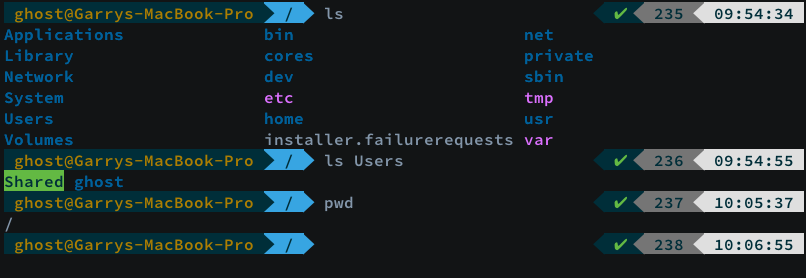 ghost@Garrys-MacBook-Pro / ls ✔ 235 09:54:34
Applications bin net
Library cores private
Network dev sbin
System etc tmp
Users home usr
Volumes installer.failurerequests var
ghost@Garrys-MacBook-Pro / ls Users ✔ 236 09:54:55
Shared ghost
ghost@Garrys-MacBook-Pro / pwd ✔ 237 10:05:37
/
ghost@Garrys-MacBook-Pro / ✔ 238 10:06:55